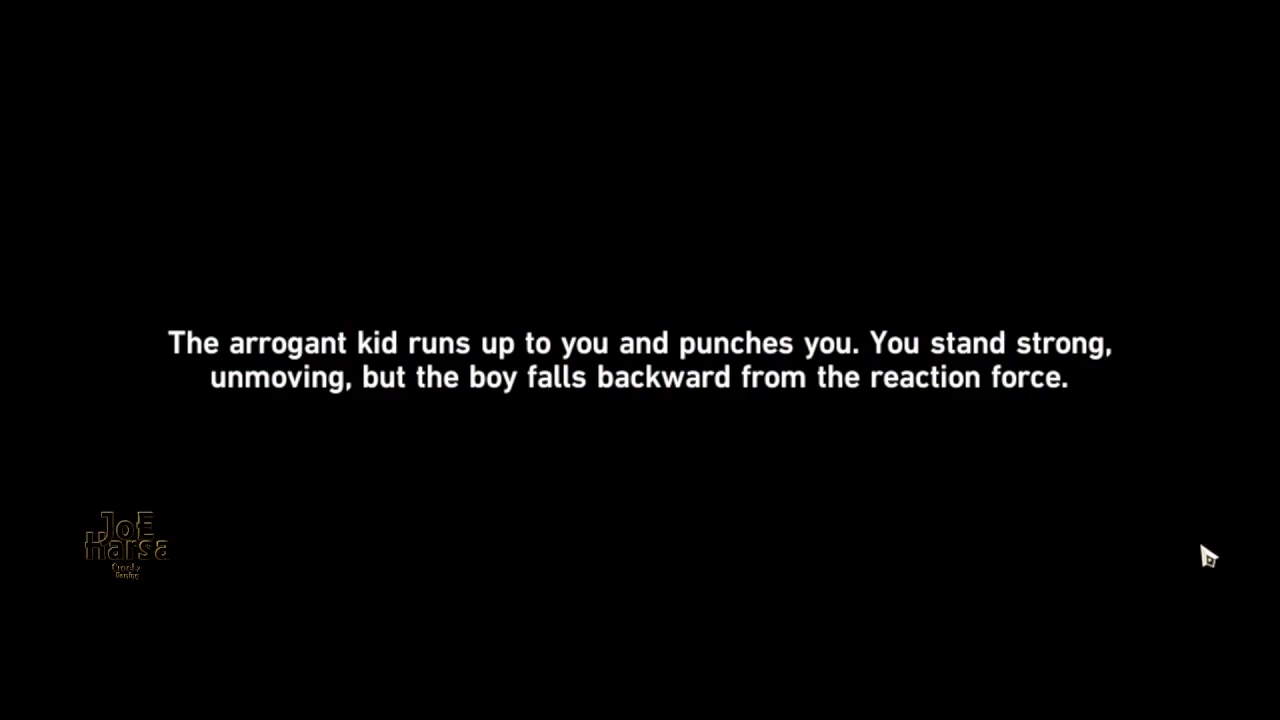 The arrogant kid runs up to you and punches you. You stand strong,
unmoving, but the boy falls backward from the reaction force.
JoE
Harsa